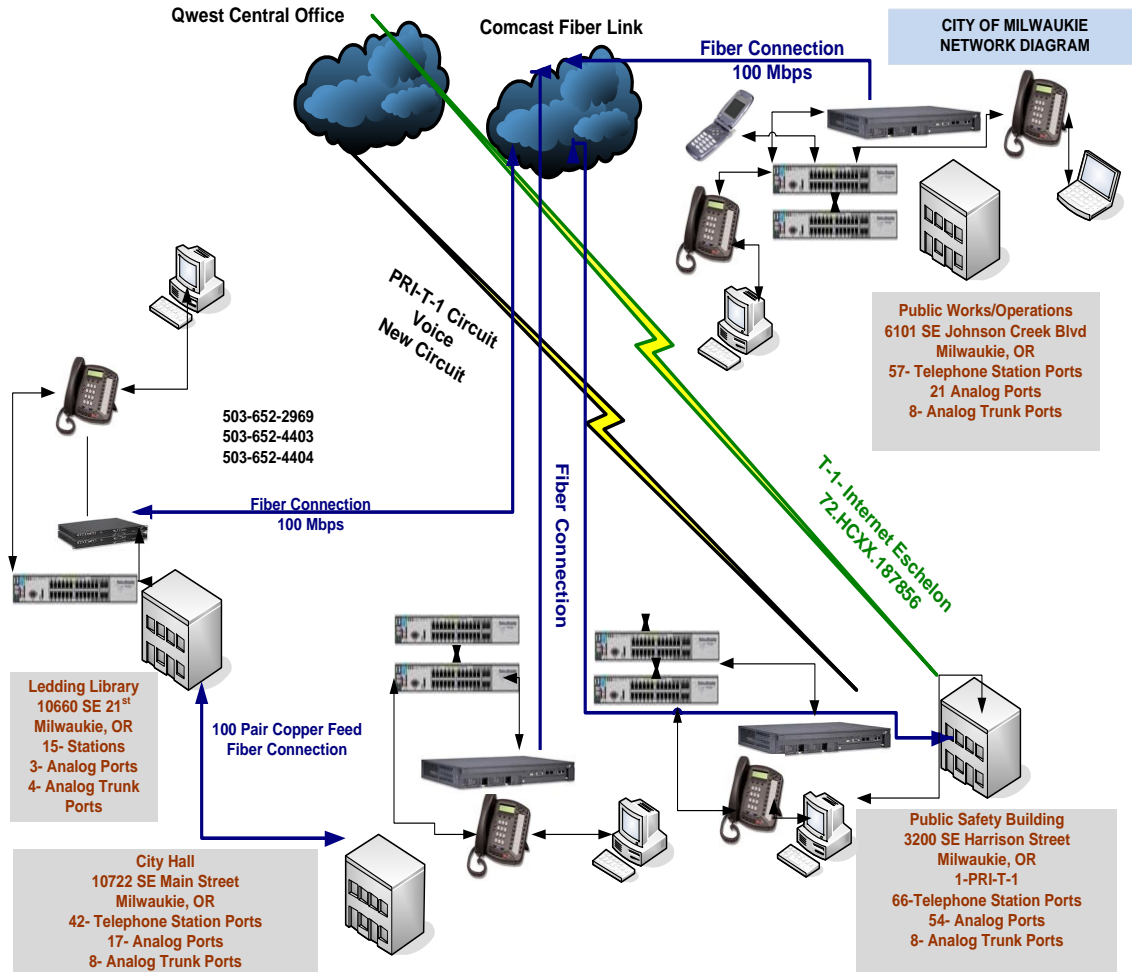 Qwest Central Office
Comcast Fiber Link
CITY OF MILWAUKIE
NETWORK DIAGRAM
Fiber Connection
100 Mbps
Public Works/Operations
6101 SE Johnson Creek Blvd
Milwaukie, OR
57- Telephone Station Ports
21 Analog Ports
8- Analog Trunk Ports
PRI-T-1 Circuit
Voice
New Circuit
503-652-2969
503-652-4403
503-652-4404
Fiber Connection
100 Mbps
Fiber Connection
T-1- Internet Eschelon
72.HCXX.187856
Ledding Library
10660 SE 21st
Milwaukie, OR
15- Stations
3- Analog Ports
4- Analog Trunk
Ports
100 Pair Copper Feed
Fiber Connection
City Hall
10722 SE Main Street
Milwaukie, OR
42- Telephone Station Ports
17- Analog Ports
8- Analog Trunk Ports
Public Safety Building
3200 SE Harrison Street
Milwaukie, OR
1-PRI-T-1
66-Telephone Station Ports
54- Analog Ports
8- Analog Trunk Ports